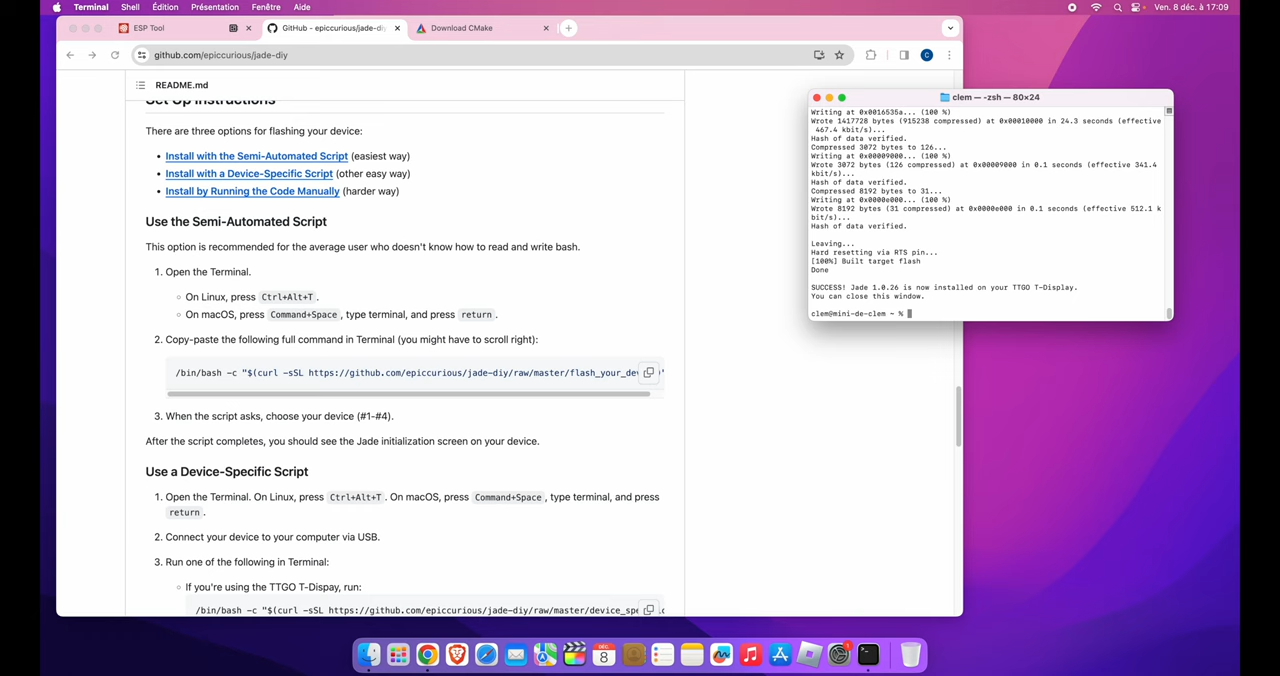 Terminal Shell Édition Présentation Fenêtre Aide
Ven. 8 déc. à 17:09
ESP Tool
GitHub - epiccurious/jade-di
Download CMake
github.com/epiccurious/jade-diy
C
README.md
Set Up Instructions
There are three options for flashing your device:
• Install with the Semi-Automated Script (easiest way)
• Install with a Device-Specific Script (other easy way)
• Install by Running the Code Manually (harder way)
Use the Semi-Automated Script
This option is recommended for the average user who doesn't know how to read and write bash.
1. Open the Terminal.
On Linux, press Ctrl+Alt+T.
On macOS, press Command+Space, type terminal, and press return.
2. Copy-paste the following full command in Terminal (you might have to scroll right):
/bin/bash -c "$(curl -sSL https://github.com/epiccurious/jade-diy/raw/master/flash_your_dev
3. When the script asks, choose your device (#1-#4).
After the script completes, you should see the Jade initialization screen on your device.
Use a Device-Specific Script
1. Open the Terminal. On Linux, press Ctrl+Alt+T. On macOS, press Command+Space, type terminal, and press
return.
2. Connect your device to your computer via USB.
3. Run one of the following in Terminal:
If you're using the TTGO T-Dispay, run:
/bin/bash -c "$(curl -sSL https://github.com/epiccurious/jade-diy/raw/master/device_spe
clem — -zsh — 80×24
Writing at 0x0016535a... (100 %)
Wrote 1417728 bytes (915238 compressed) at 0x00010000 in 24.3 seconds (effective
467.4 kbit/s)...
Hash of data verified.
Compressed 3072 bytes to 126...
Writing at 0x00009000... (100 %)
Wrote 3072 bytes (126 compressed) at 0x00009000 in 0.1 seconds (effective 341.4
kbit/s)...
Hash of data verified.
Compressed 8192 bytes to 31...
Writing at 0x0000e000... (100 %)
Wrote 8192 bytes (31 compressed) at 0x0000e000 in 0.1 seconds (effective 512.1 k
bit/s)...
Hash of data verified.
Leaving...
Hard resetting via RTS pin...
[100%] Built target flash
Done
SUCCESS! Jade 1.0.26 is now installed on your TTGO T-Display.
You can close this window.
clem@mini-de-clem ~ %
DÉC.
8
1